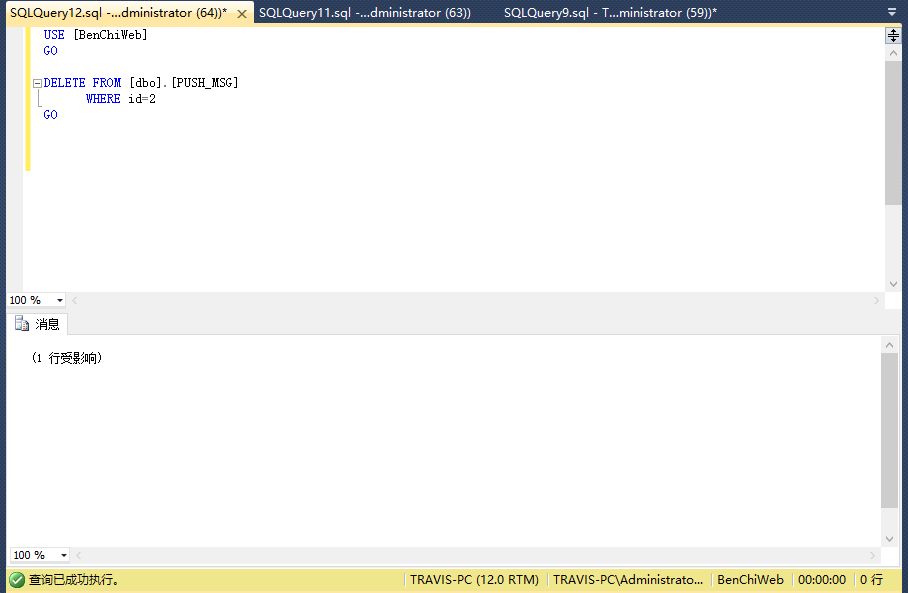 SQLQuery12.sql -...dministrator (64))* SQLQuery11.sql -...dministrator (63)) SQLQuery9.sql - T...ministrator (59))*
USE [BenChiWeb]
GO
DELETE FROM [dbo].[PUSH_MSG]
WHERE id=2
GO
100 %
消息
(1 行受影响)
100 %
查询已成功执行。 TRAVIS-PC (12.0 RTM) TRAVIS-PC\Administrato... BenChiWeb 00:00:00 0 行